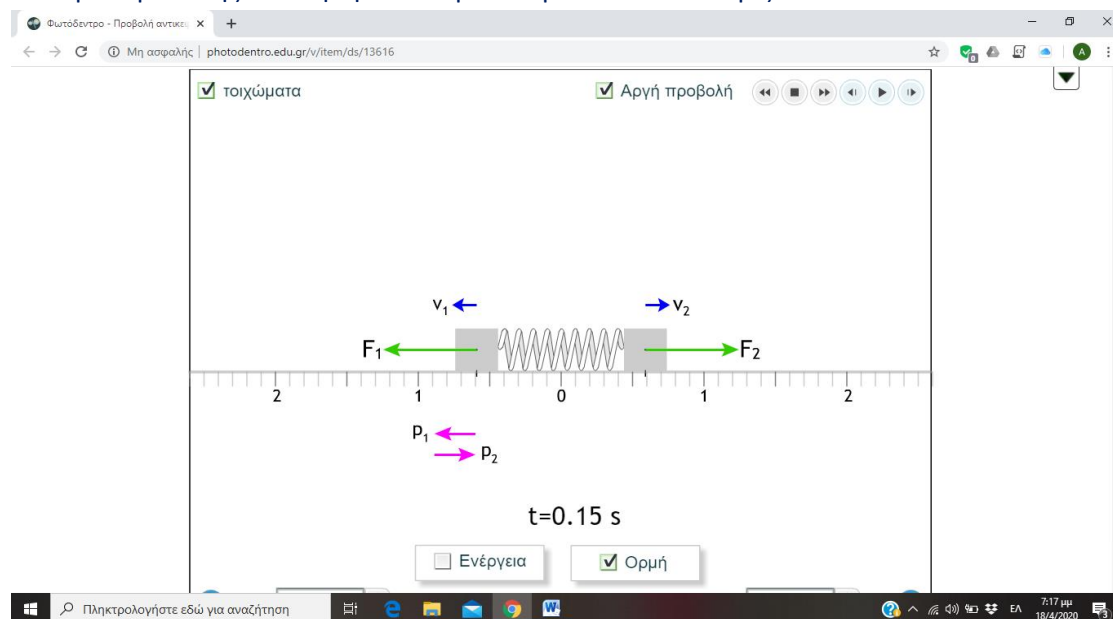 Φωτόδεντρο - Προβολή αντικει
Μη ασφαλής | photodentro.edu.gr/v/item/ds/13616
A
τοιχώματα
Αργή προβολή
v1 v2
F1 F2
2 1 0 1 2
p1
p2
t=0.15 s
Ενέργεια
Ορμή
Πληκτρολογήστε εδώ για αναζήτηση
ΕΛ
7:17 μμ
18/4/2020